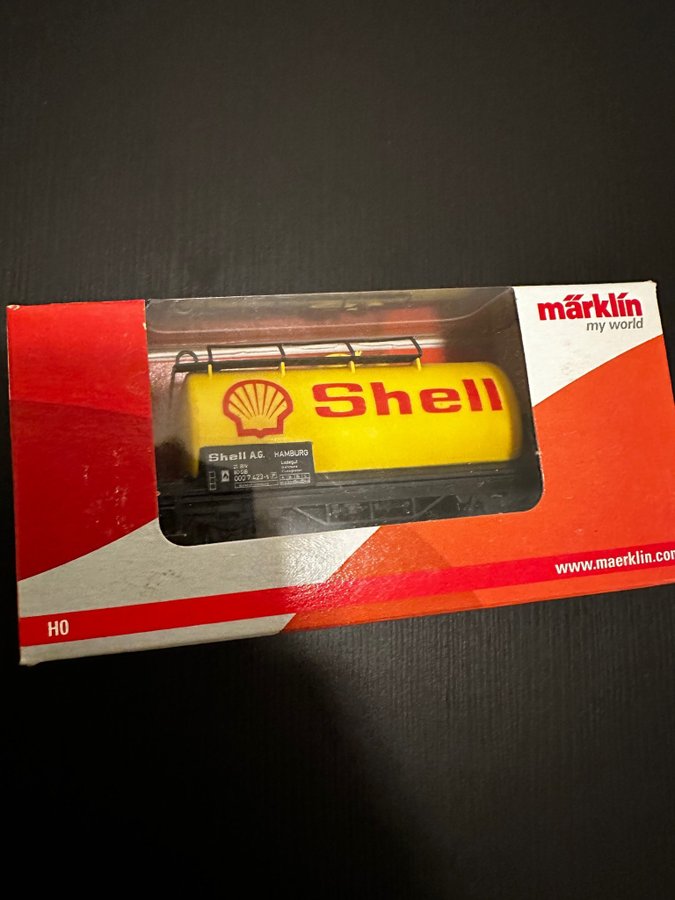 märklin
my world
Shell
Shell A.G. HAMBURG
www.maerklin.com
H0